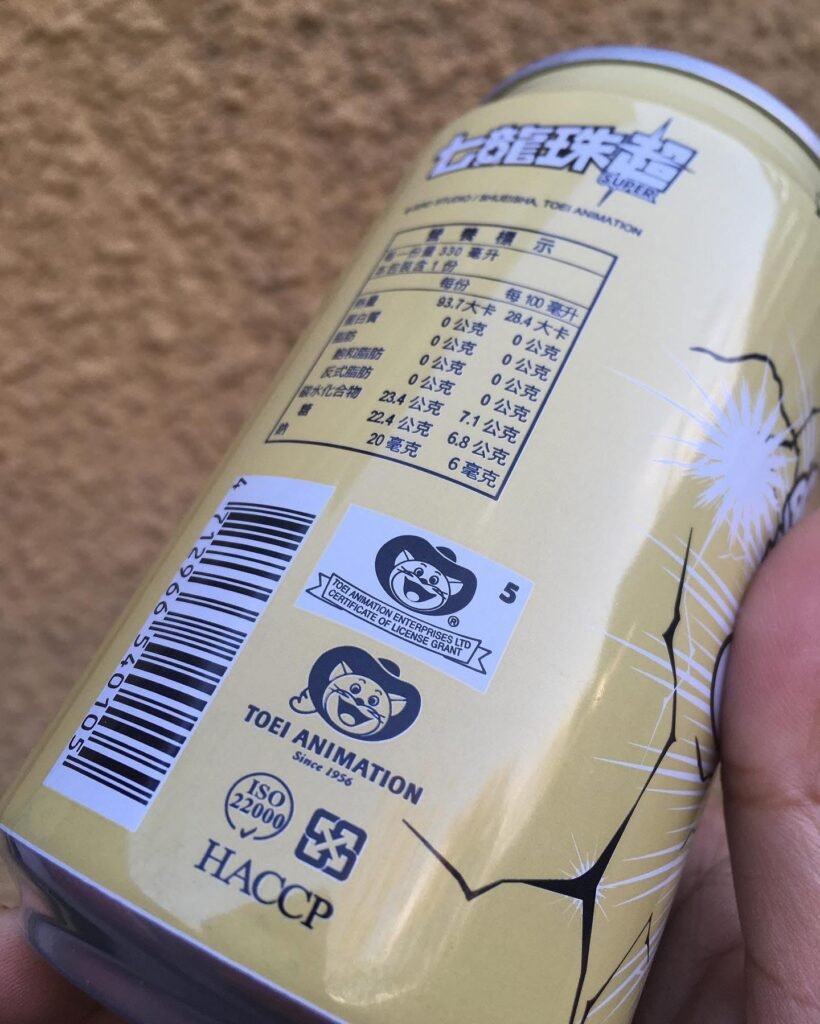 七龍珠超
SUPER
© BIRD STUDIO / SHUEISHA, TOEI ANIMATION
營養標示
每一份量 330 毫升
本包裝含 1 份
每份 每 100 毫升
熱量 93.7 大卡 28.4 大卡
蛋白質 0 公克 0 公克
脂肪 0 公克 0 公克
飽和脂肪 0 公克 0 公克
反式脂肪 0 公克 0 公克
碳水化合物 23.4 公克 7.1 公克
糖 22.4 公克 6.8 公克
鈉 20 毫克 6 毫克
4 712966 540105
5
®
TOEI ANIMATION ENTERPRISES LTD
CERTIFICATE OF LICENSE GRANT
TOEI ANIMATION
Since 1956
ISO
22000
HACCP